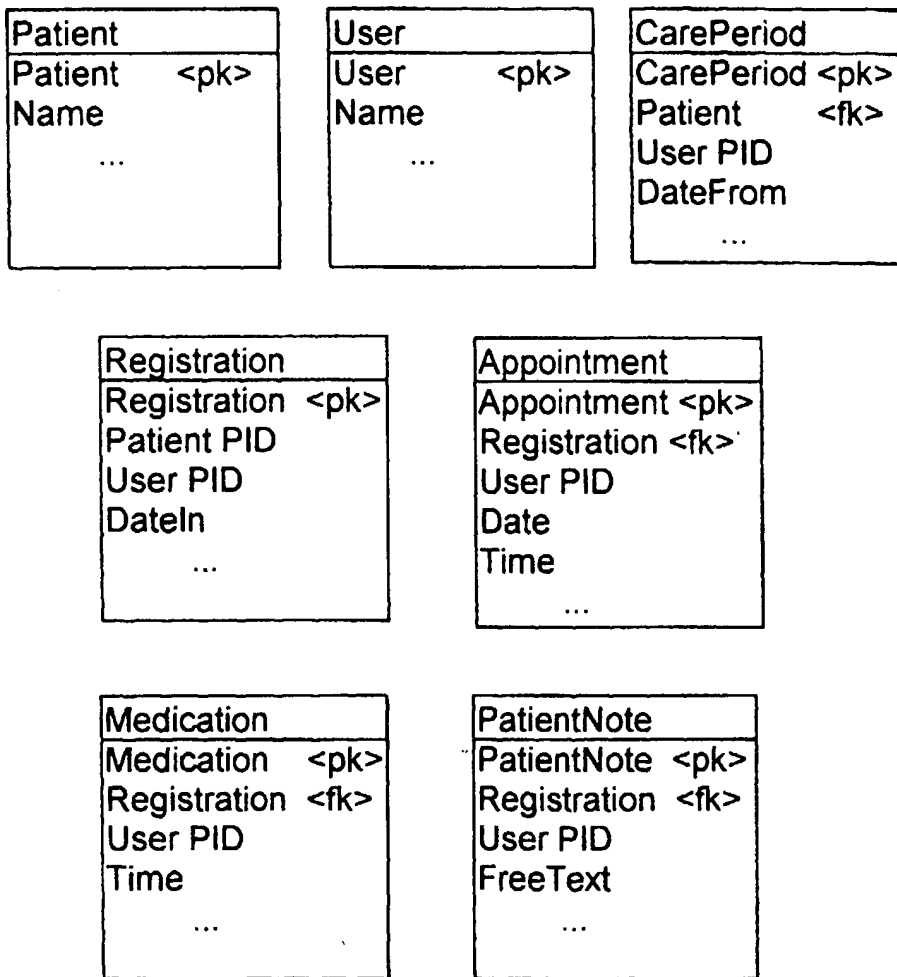 Patient
Patient <pk>
Name
...
User
User <pk>
Name
...
CarePeriod
CarePeriod <pk>
Patient <fk>
User PID
DateFrom
...
Registration
Registration <pk>
Patient PID
User PID
DateIn
...
Appointment
Appointment <pk>
Registration <fk>
User PID
Date
Time
...
Medication
Medication <pk>
Registration <fk>
User PID
Time
...
PatientNote
PatientNote <pk>
Registration <fk>
User PID
FreeText
...